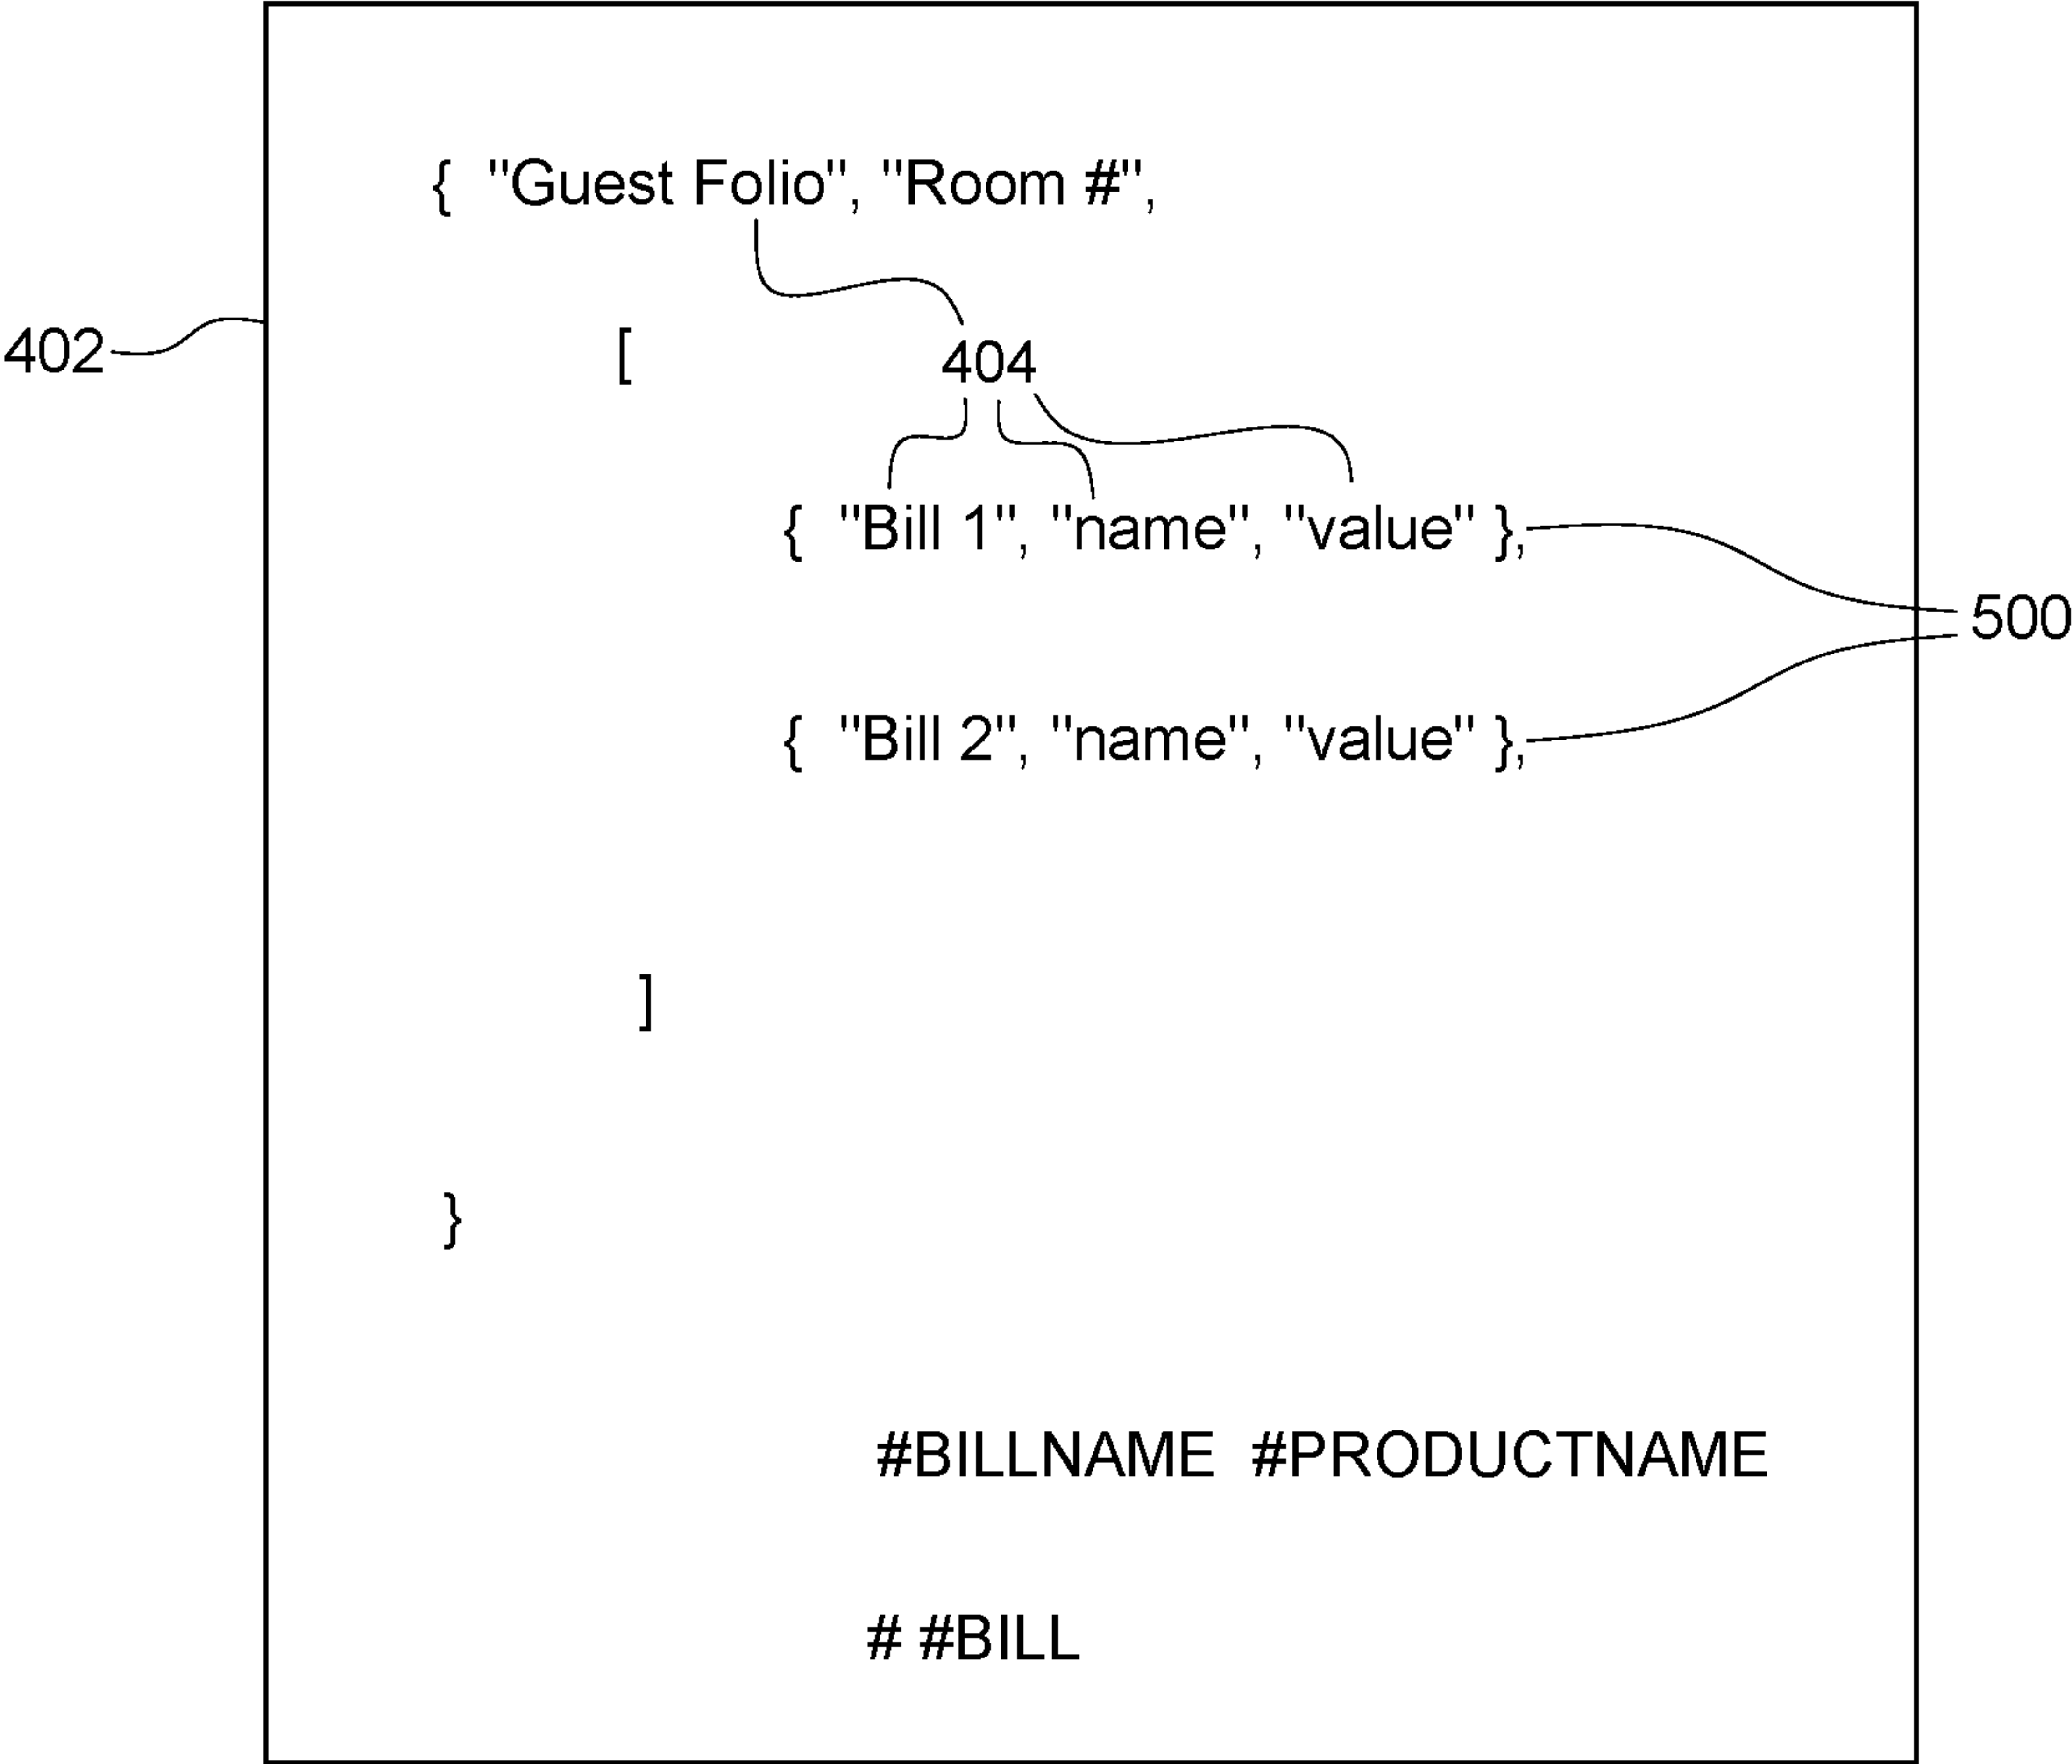 { "Guest Folio", "Room #",
402
[
404
{ "Bill 1", "name", "value" },
500
{ "Bill 2", "name", "value" },
]
}
#BILLNAME #PRODUCTNAME
# #BILL